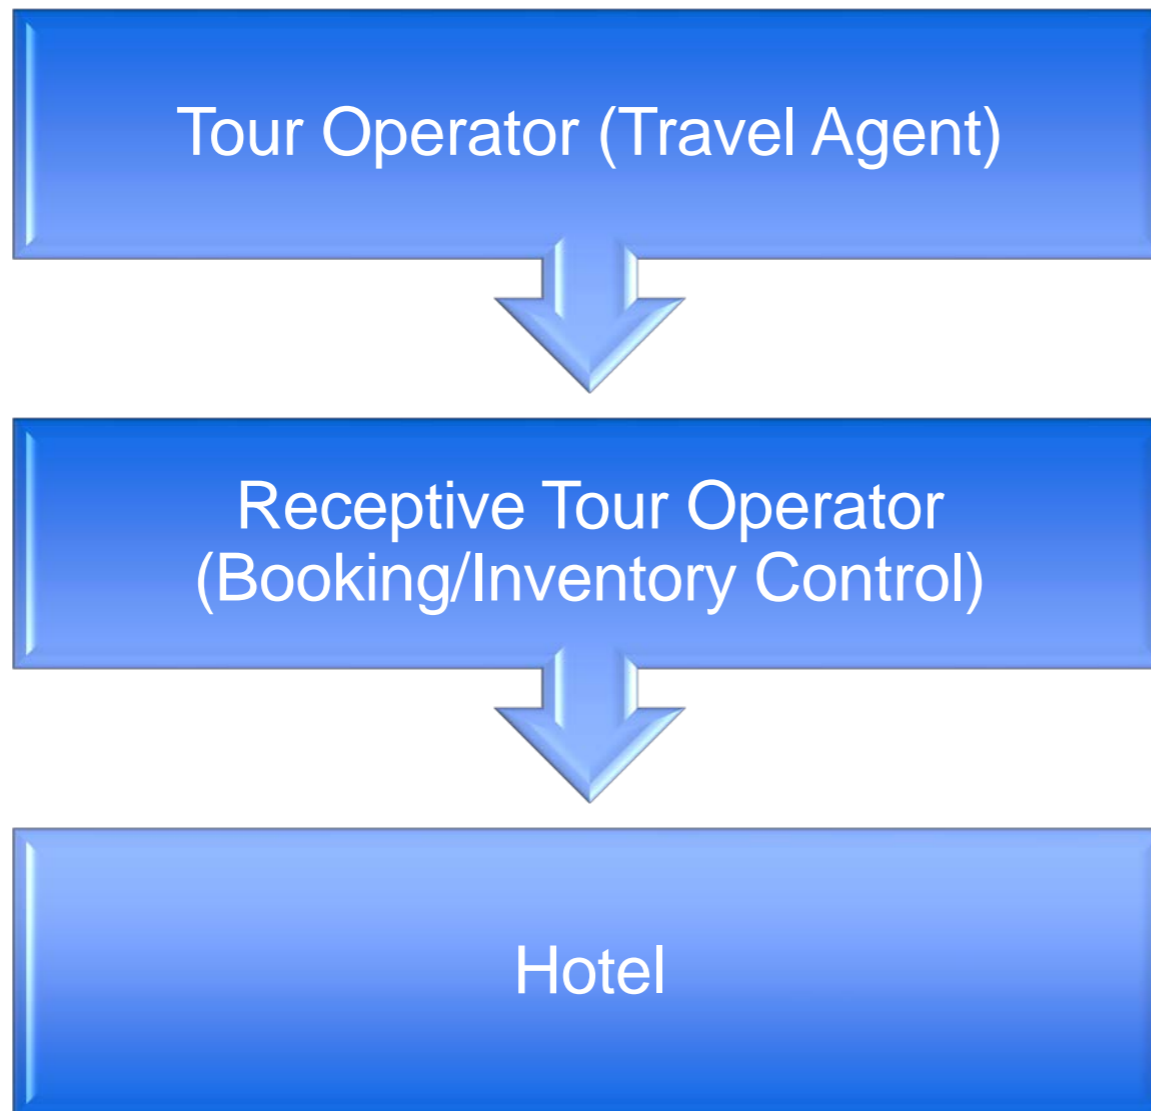 Tour Operator (Travel Agent)
Receptive Tour Operator
(Booking/Inventory Control)
Hotel